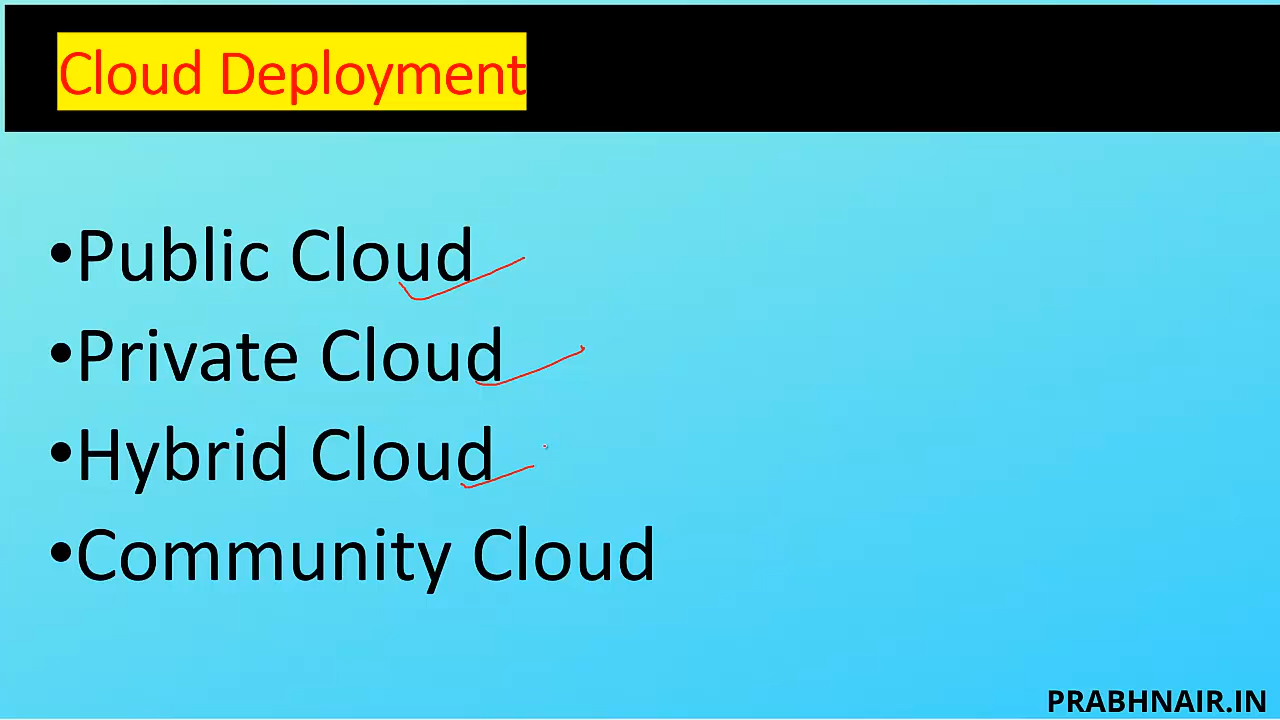 Cloud Deployment
•Public Cloud
•Private Cloud
•Hybrid Cloud
•Community Cloud
PRABHNAIR.IN